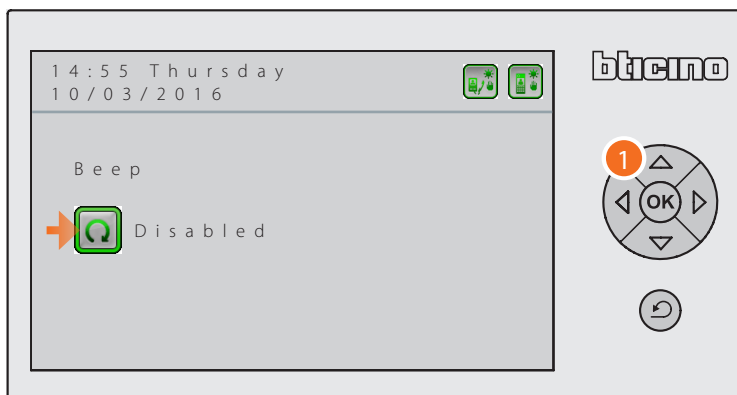 14:55 Thursday
10/03/2016
bticino
Beep
Disabled
1
OK